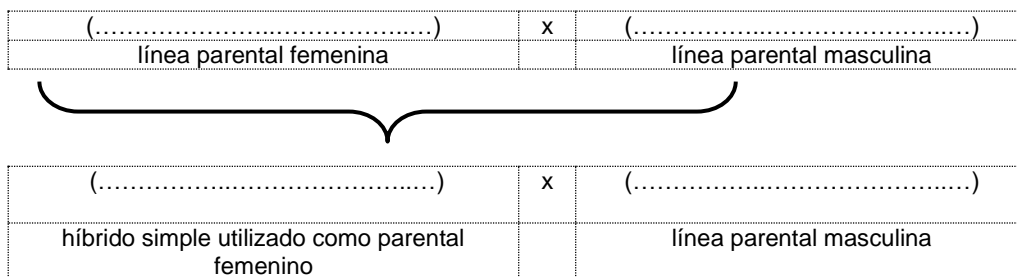 (…………………..……………..…) x (……………..…………………..…)
línea parental femenina línea parental masculina
(……………..…………………..…) x (……………..…………………..…)
híbrido simple utilizado como parental línea parental masculina
femenino